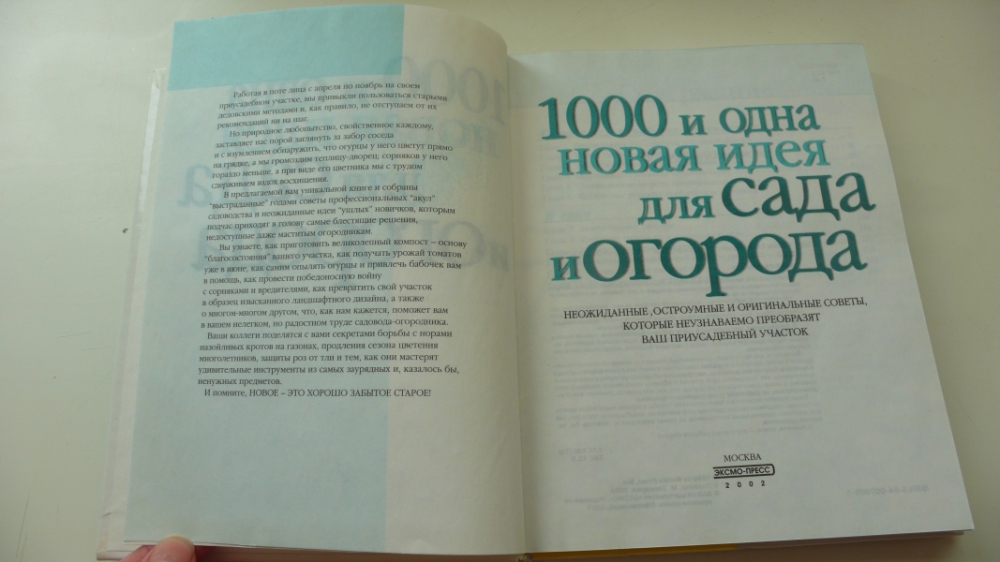 Работая в поте лица с апреля по ноябрь на своем
приусадебном участке, мы привыкли пользоваться старыми
дедовскими методами и, как правило, не отступаем от их
рекомендаций ни на шаг.
Но природное любопытство, свойственное каждому,
заставляет нас порой заглянуть за забор соседа
и с изумлением обнаружить, что огурцы у него цветут прямо
на грядке, а мы громоздим теплицу-дворец, сорняков у него
гораздо меньше, а при виде его цветника мы с трудом
сдерживаем вздох восхищения.
В предлагаемой вам уникальной книге и собраны
"выстраданные" годами советы профессиональных "акул"
садоводства и неожиданные идеи "ушлых" новичков, которым
подчас приходят в голову самые блестящие решения,
недоступные даже маститым огородникам.
Вы узнаете, как приготовить великолепный компост – основу
"благосостояния" вашего участка, как получать урожай томатов
уже в июне, как самим опылять огурцы и привлечь бабочек вам
в помощь, как провести победоносную войну
с сорняками и вредителями, как превратить свой участок
в образец изысканного ландшафтного дизайна, а также
о многом-многом другом, что, как нам кажется, поможет вам
в вашем нелегком, но радостном труде садовода-огородника.
Ваши коллеги поделятся с вами секретами борьбы с норами
назойливых кротов на газонах, продления сезона цветения
многолетников, защиты роз от тли и тем, как они мастерят
удивительные инструменты из самых заурядных и, казалось бы,
ненужных предметов.
И помните, НОВОЕ – ЭТО ХОРОШО ЗАБЫТОЕ СТАРОЕ!
1000 и одна
новая идея
для сада
и огорода
НЕОЖИДАННЫЕ ,ОСТРОУМНЫЕ И ОРИГИНАЛЬНЫЕ СОВЕТЫ,
КОТОРЫЕ НЕУЗНАВАЕМО ПРЕОБРАЗЯТ
ВАШ ПРИУСАДЕБНЫЙ УЧАСТОК
МОСКВА
ЭКСМО-ПРЕСС
2002